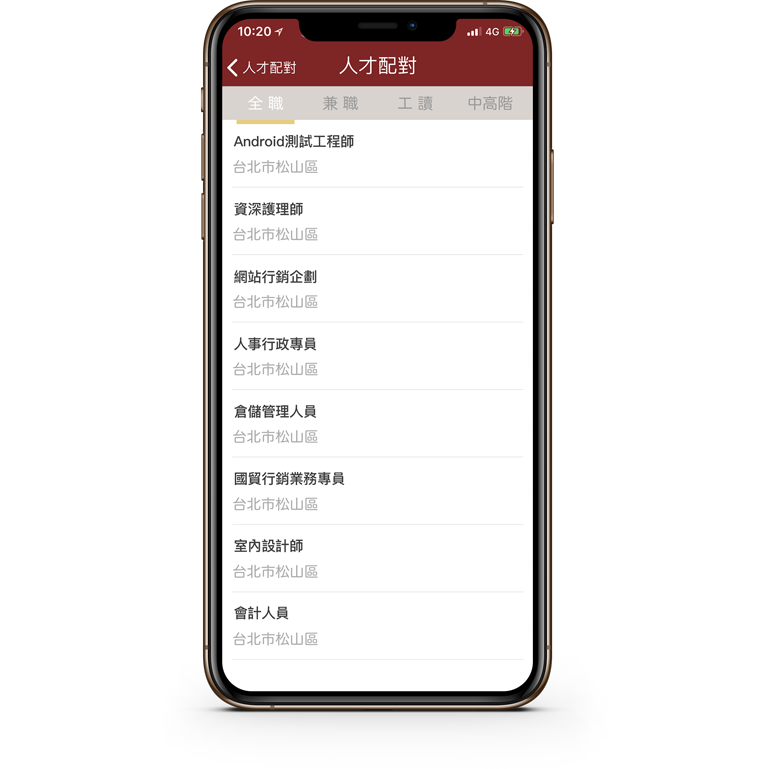 10:20 4G
人才配對 人才配對
全職 兼職 工讀 中高階
Android測試工程師
台北市松山區
資深護理師
台北市松山區
網站行銷企劃
台北市松山區
人事行政專員
台北市松山區
倉儲管理人員
台北市松山區
國貿行銷業務專員
台北市松山區
室內設計師
台北市松山區
會計人員
台北市松山區